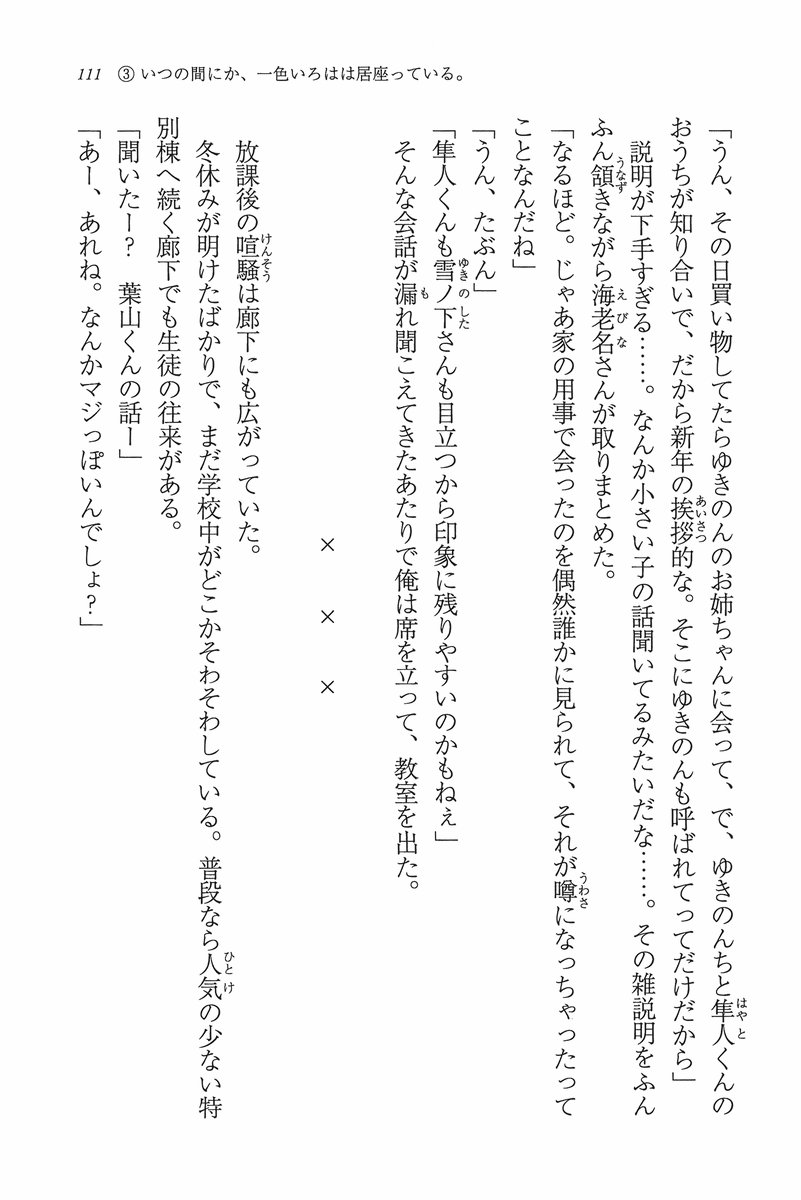 111 ③ いつの間にか、一色いろはは居座っている。
「うん、その日買い物してたらゆきのんのお姉ちゃんに会って、で、ゆきのんちと隼人くんの
おうちが知り合いで、だから新年の挨拶的な。そこにゆきのんも呼ばれてってだけだから」
説明が下手すぎる……。なんか小さい子の話聞いてるみたいだな……。その雑説明をふん
ふん頷きながら海老名さんが取りまとめた。
「なるほど。じゃあ家の用事で会ったのを偶然誰かに見られて、それが噂になっちゃったって
ことなんだね」
「うん、たぶん」
「隼人くんも雪ノ下さんも目立つから印象に残りやすいのかもねぇ」
そんな会話が漏れ聞こえてきたあたりで俺は席を立って、教室を出た。
× × ×
放課後の喧騒は廊下にも広がっていた。
冬休みが明けたばかりで、まだ学校中がどこかそわそわしている。普段なら人気の少ない特
別棟へ続く廊下でも生徒の往来がある。
「聞いたー? 葉山くんの話ー」
「あー、あれね。なんかマジっぽいんでしょ?」